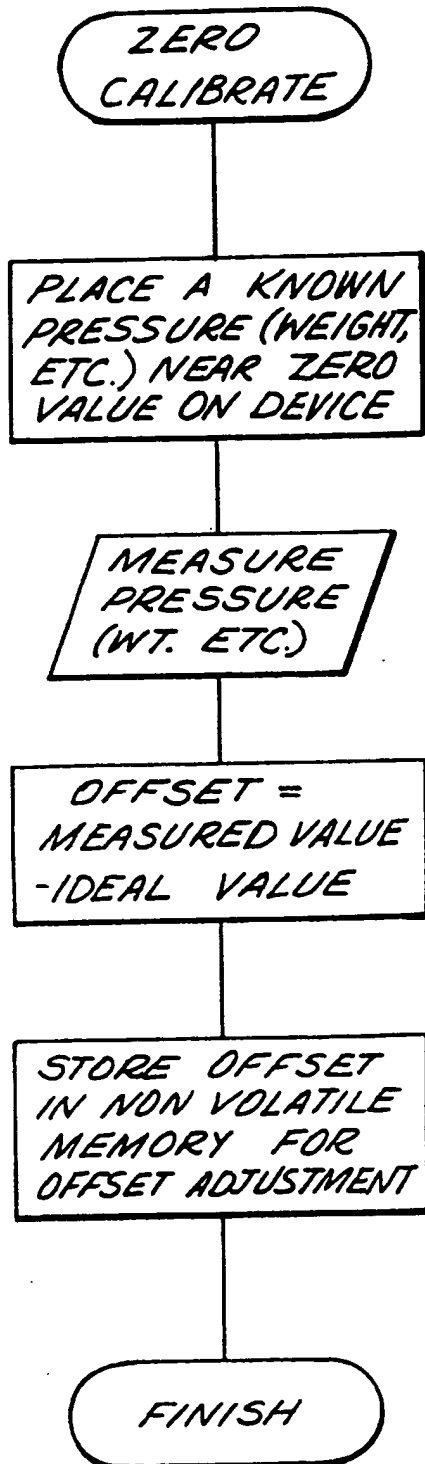 ZERO
CALIBRATE
PLACE A KNOWN
PRESSURE (WEIGHT,
ETC.) NEAR ZERO
VALUE ON DEVICE
MEASURE
PRESSURE
(WT. ETC.)
OFFSET =
MEASURED VALUE
-IDEAL VALUE
STORE OFFSET
IN NON VOLATILE
MEMORY FOR
OFFSET ADJUSTMENT
FINISH